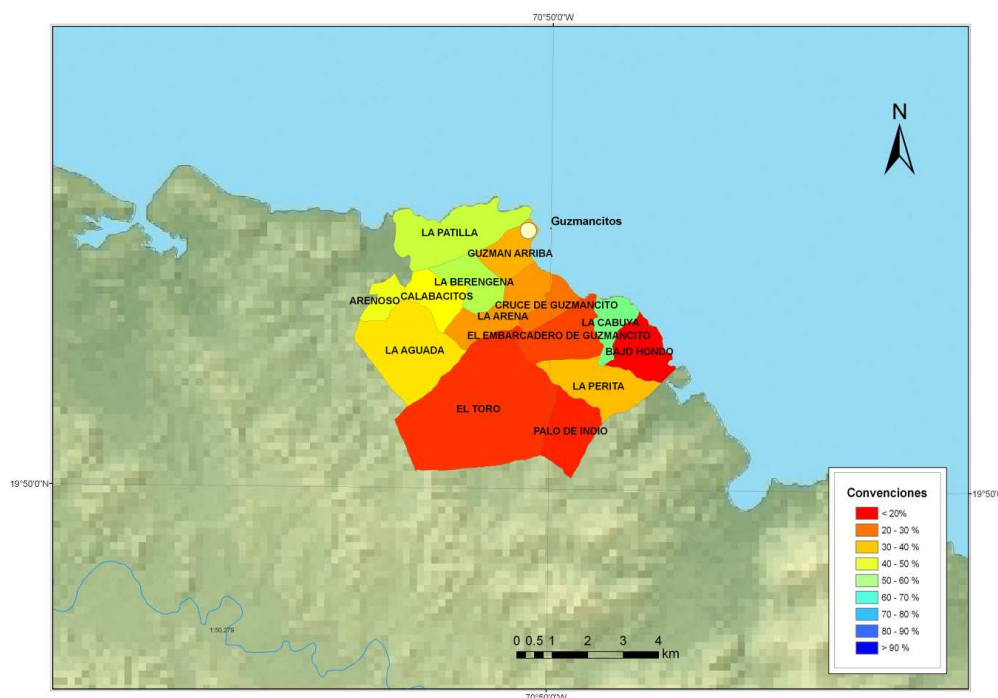 70°50'0"W
N
Guzmancitos
LA PATILLA
GUZMAN ARRIBA
LA BERENGENA
ARENOSO
CALABACITOS
CRUCE DE GUZMANCITO
LA ARENA
LA CABUYA
EL EMBARCADERO DE GUZMANCITO
LA AGUADA
BAJO HONDO
LA PERITA
EL TORO
PALO DE INDIO
19°50'0"N
19°50'0"
Convenciones
< 20%
20 - 30 %
30 - 40 %
40 - 50 %
50 - 60 %
60 - 70 %
70 - 80 %
80 - 90 %
> 90 %
1:50.279
0 0.5 1 2 3 4
km
70°50'0"W